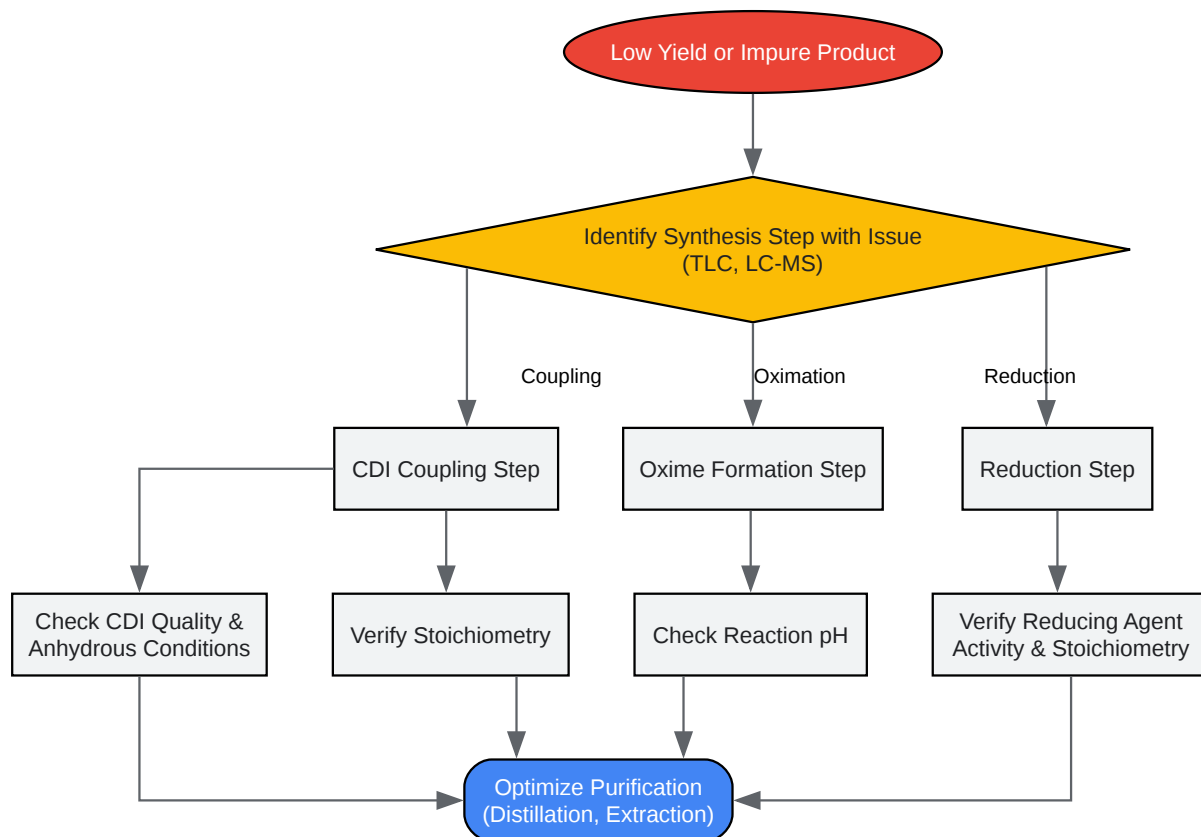 Low Yield or Impure Product
Identify Synthesis Step with Issue
(TLC, LC-MS)
Coupling
Oximation
Reduction
CDI Coupling Step
Oxime Formation Step
Reduction Step
Check CDI Quality &
Anhydrous Conditions
Verify Stoichiometry
Check Reaction pH
Verify Reducing Agent
Activity & Stoichiometry
Optimize Purification
(Distillation, Extraction)